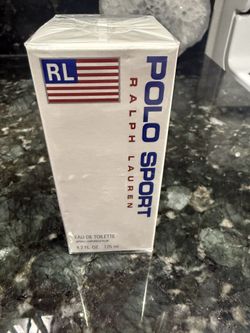 RL
POLO SPORT
RALPH LAUREN
EAU DE TOILETTE
4.2 FL. OZ. 125 ml